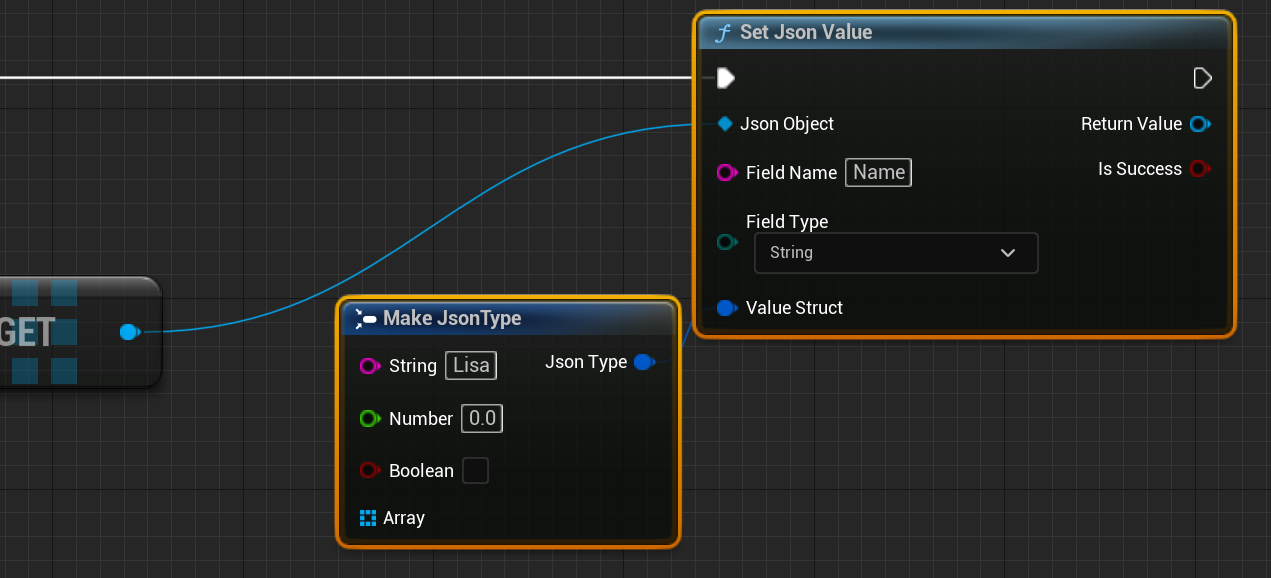 Set Json Value
Json Object
Return Value
Field Name Name
Is Success
Field Type
String
Value Struct
GET
Make JsonType
String Lisa
Json Type
Number 0.0
Boolean
Array